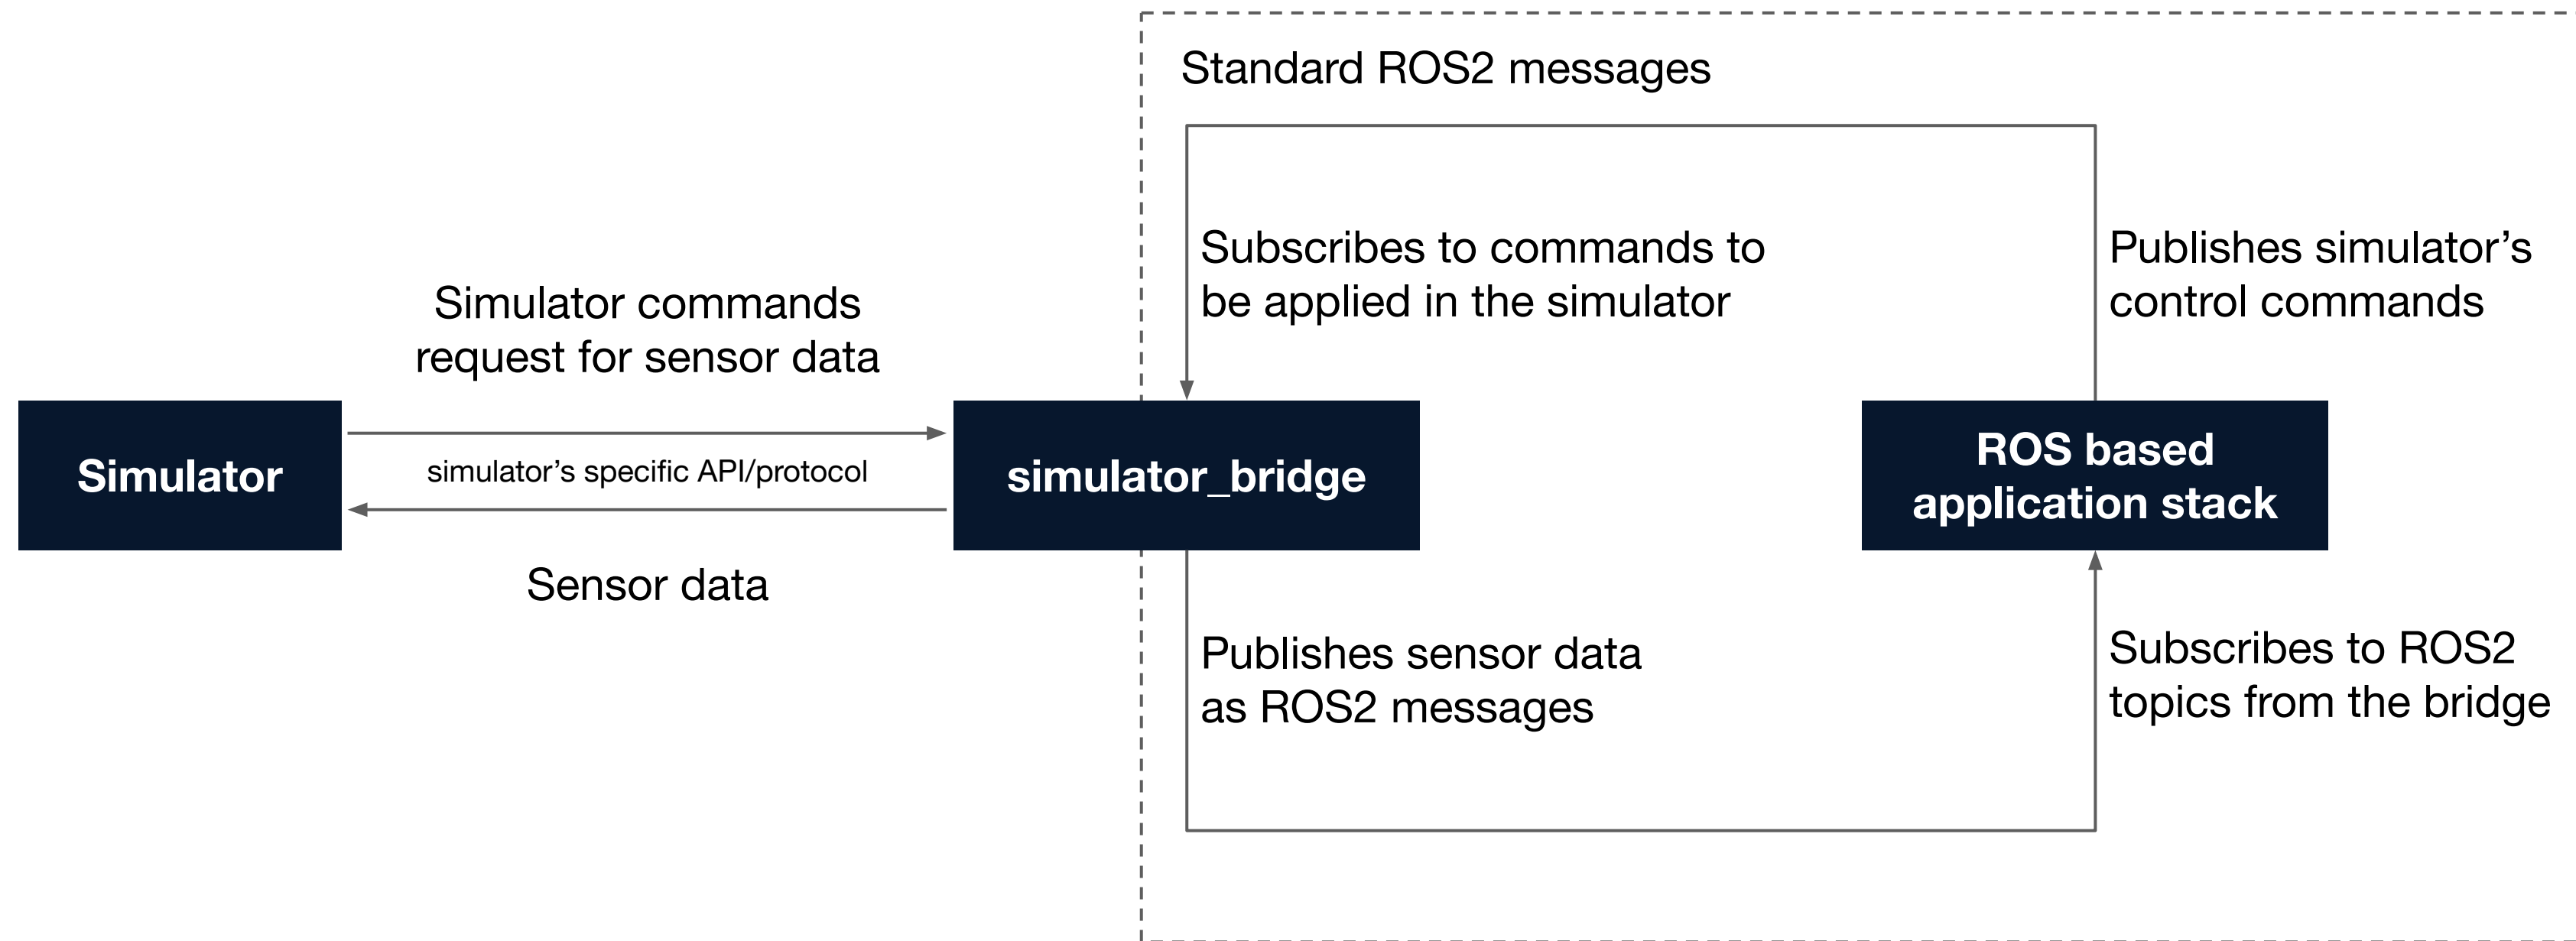 Standard ROS2 messages
Subscribes to commands to
be applied in the simulator
Publishes simulator’s
control commands
Simulator commands
request for sensor data
Simulator
simulator’s specific API/protocol
simulator_bridge
ROS based
application stack
Sensor data
Publishes sensor data
as ROS2 messages
Subscribes to ROS2
topics from the bridge